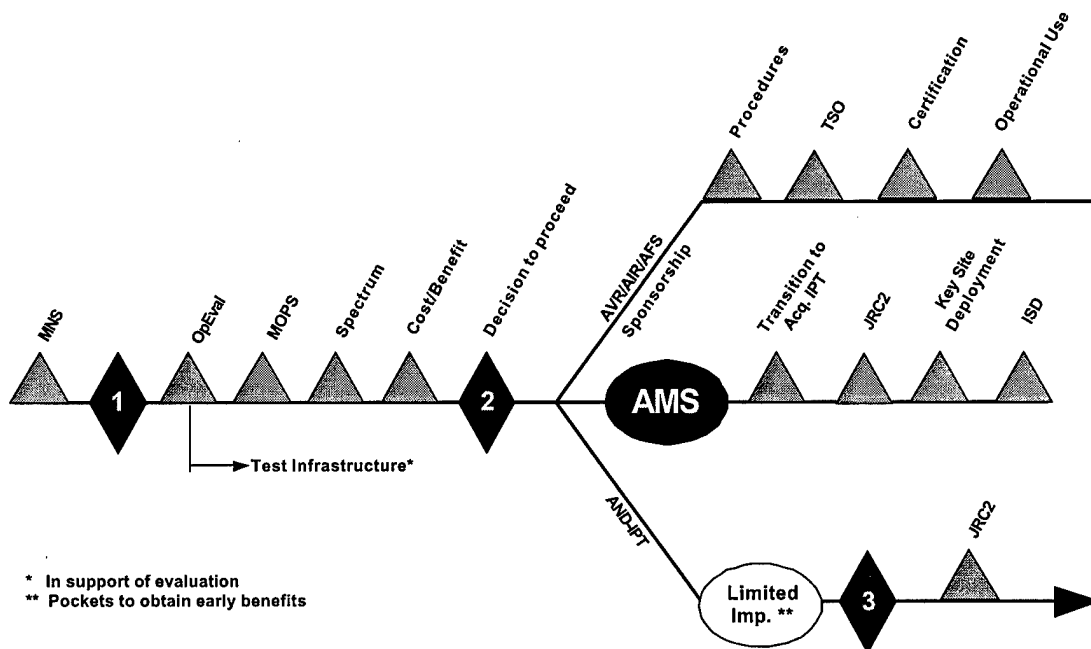 Procedures
TSO
Certification
Operational Use
AVR/AIR/AFS
Sponsorship
MNS
1
OpEval
MOPS
Spectrum
Cost/Benefit
Decision to proceed
2
AMS
Transition to
Acq. IPT
JRC2
Key Site
Deployment
ISD
Test Infrastructure*
AND-IPT
Limited
Imp. **
3
JRC2
* In support of evaluation
** Pockets to obtain early benefits